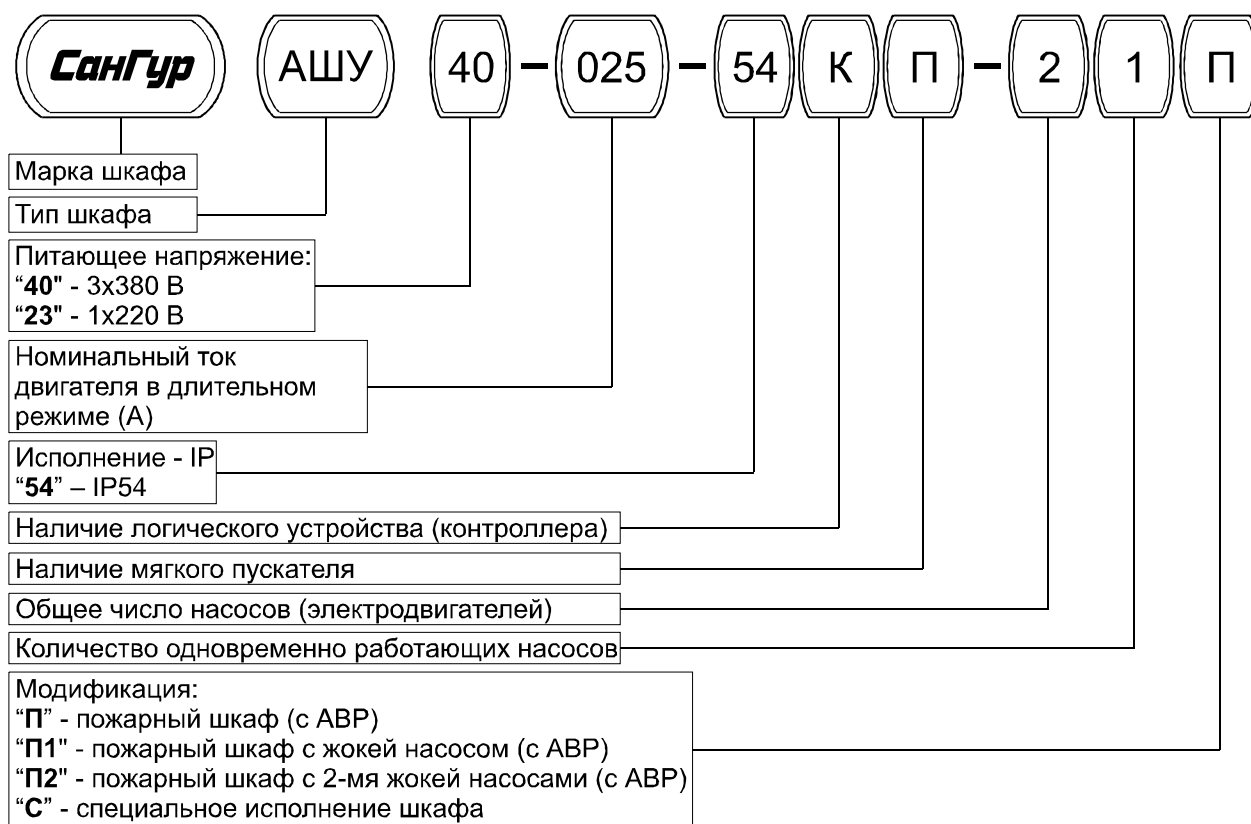 СанГур АШУ 40 – 025 – 54 К П – 2 1 П
Марка шкафа
Тип шкафа
Питающее напряжение:
“40" - 3х380 В
“23" - 1х220 В
Номинальный ток
двигателя в длительном
режиме (А)
Исполнение - IP
“54” – IP54
Наличие логического устройства (контроллера)
Наличие мягкого пускателя
Общее число насосов (электродвигателей)
Количество одновременно работающих насосов
Модификация:
“П” - пожарный шкаф (с АВР)
“П1" - пожарный шкаф с жокей насосом (с АВР)
“П2" - пожарный шкаф с 2-мя жокей насосами (с АВР)
“С” - специальное исполнение шкафа